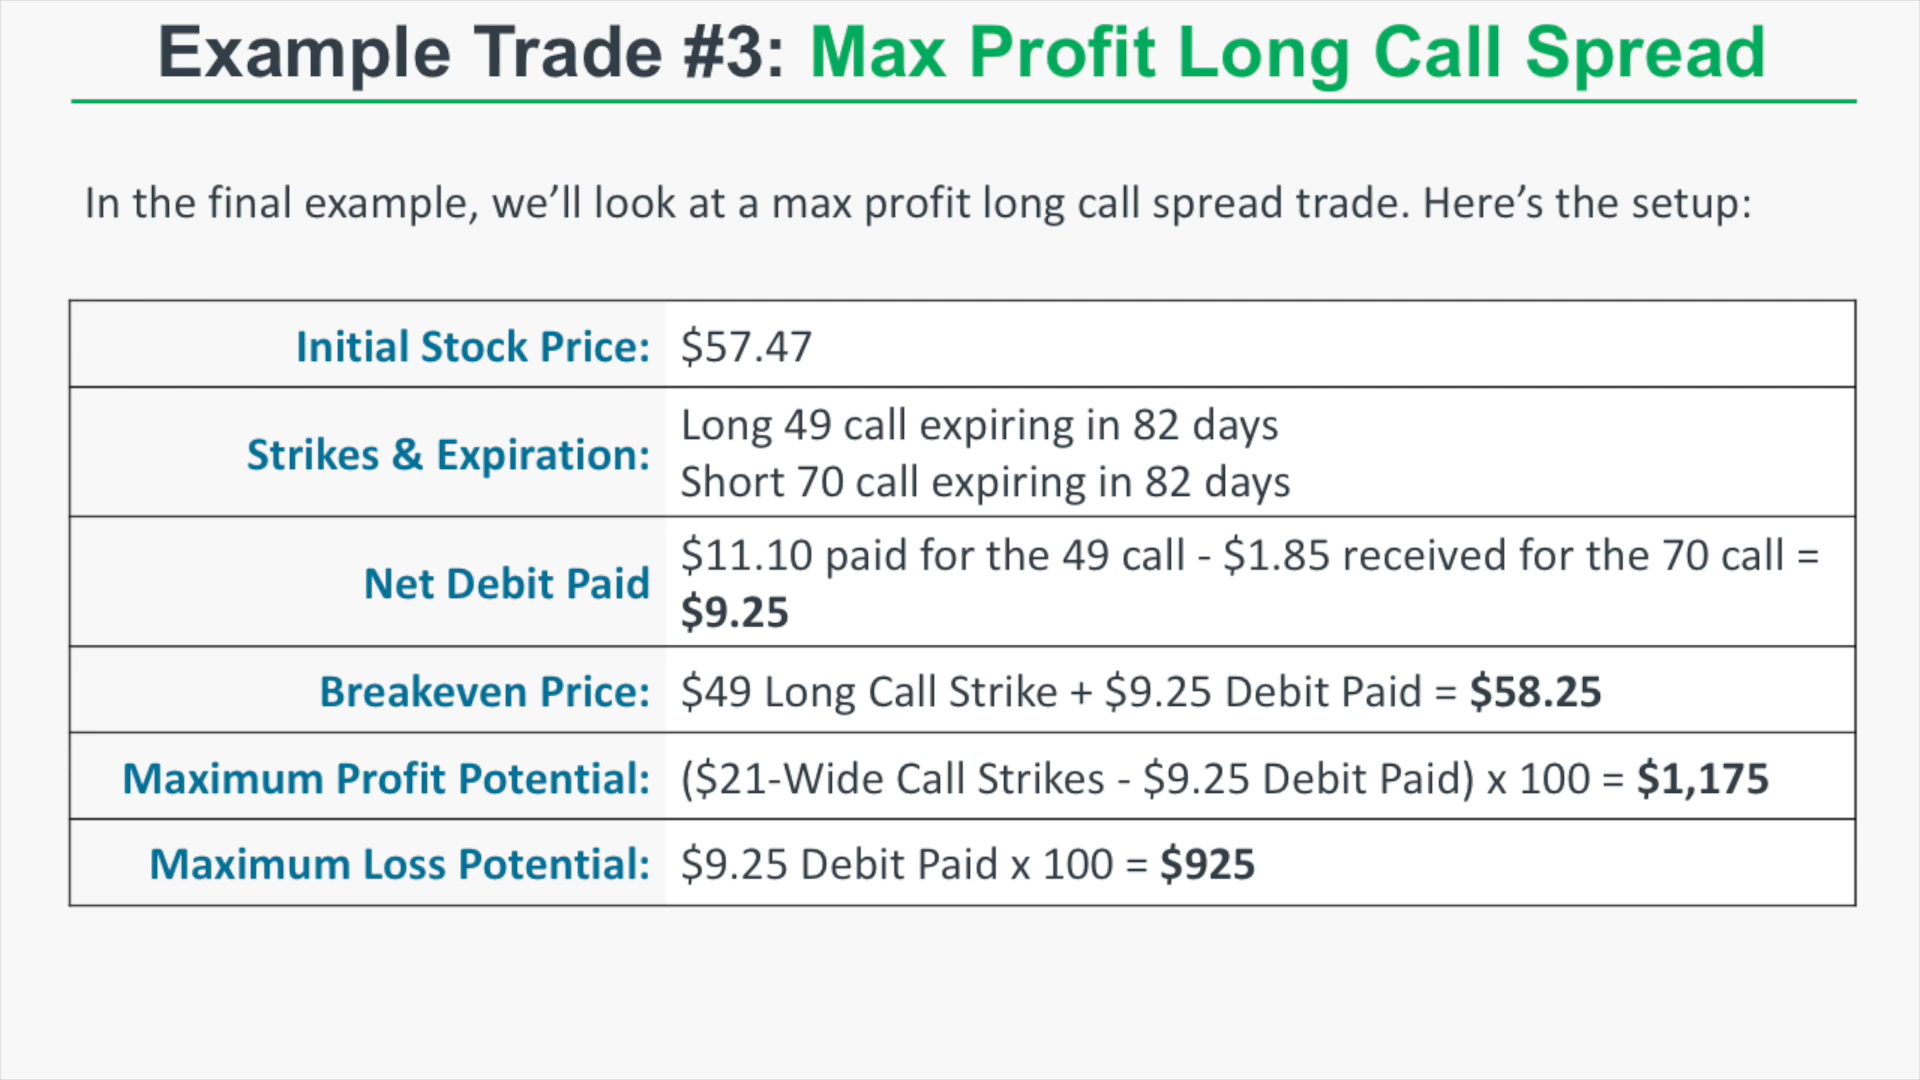 Example Trade #3: Max Profit Long Call Spread
In the final example, we’ll look at a max profit long call spread trade. Here’s the setup:
Initial Stock Price: $57.47
Strikes & Expiration: Long 49 call expiring in 82 days
Short 70 call expiring in 82 days
Net Debit Paid $11.10 paid for the 49 call - $1.85 received for the 70 call =
$9.25
Breakeven Price: $49 Long Call Strike + $9.25 Debit Paid = $58.25
Maximum Profit Potential: ($21-Wide Call Strikes - $9.25 Debit Paid) x 100 = $1,175
Maximum Loss Potential: $9.25 Debit Paid x 100 = $925